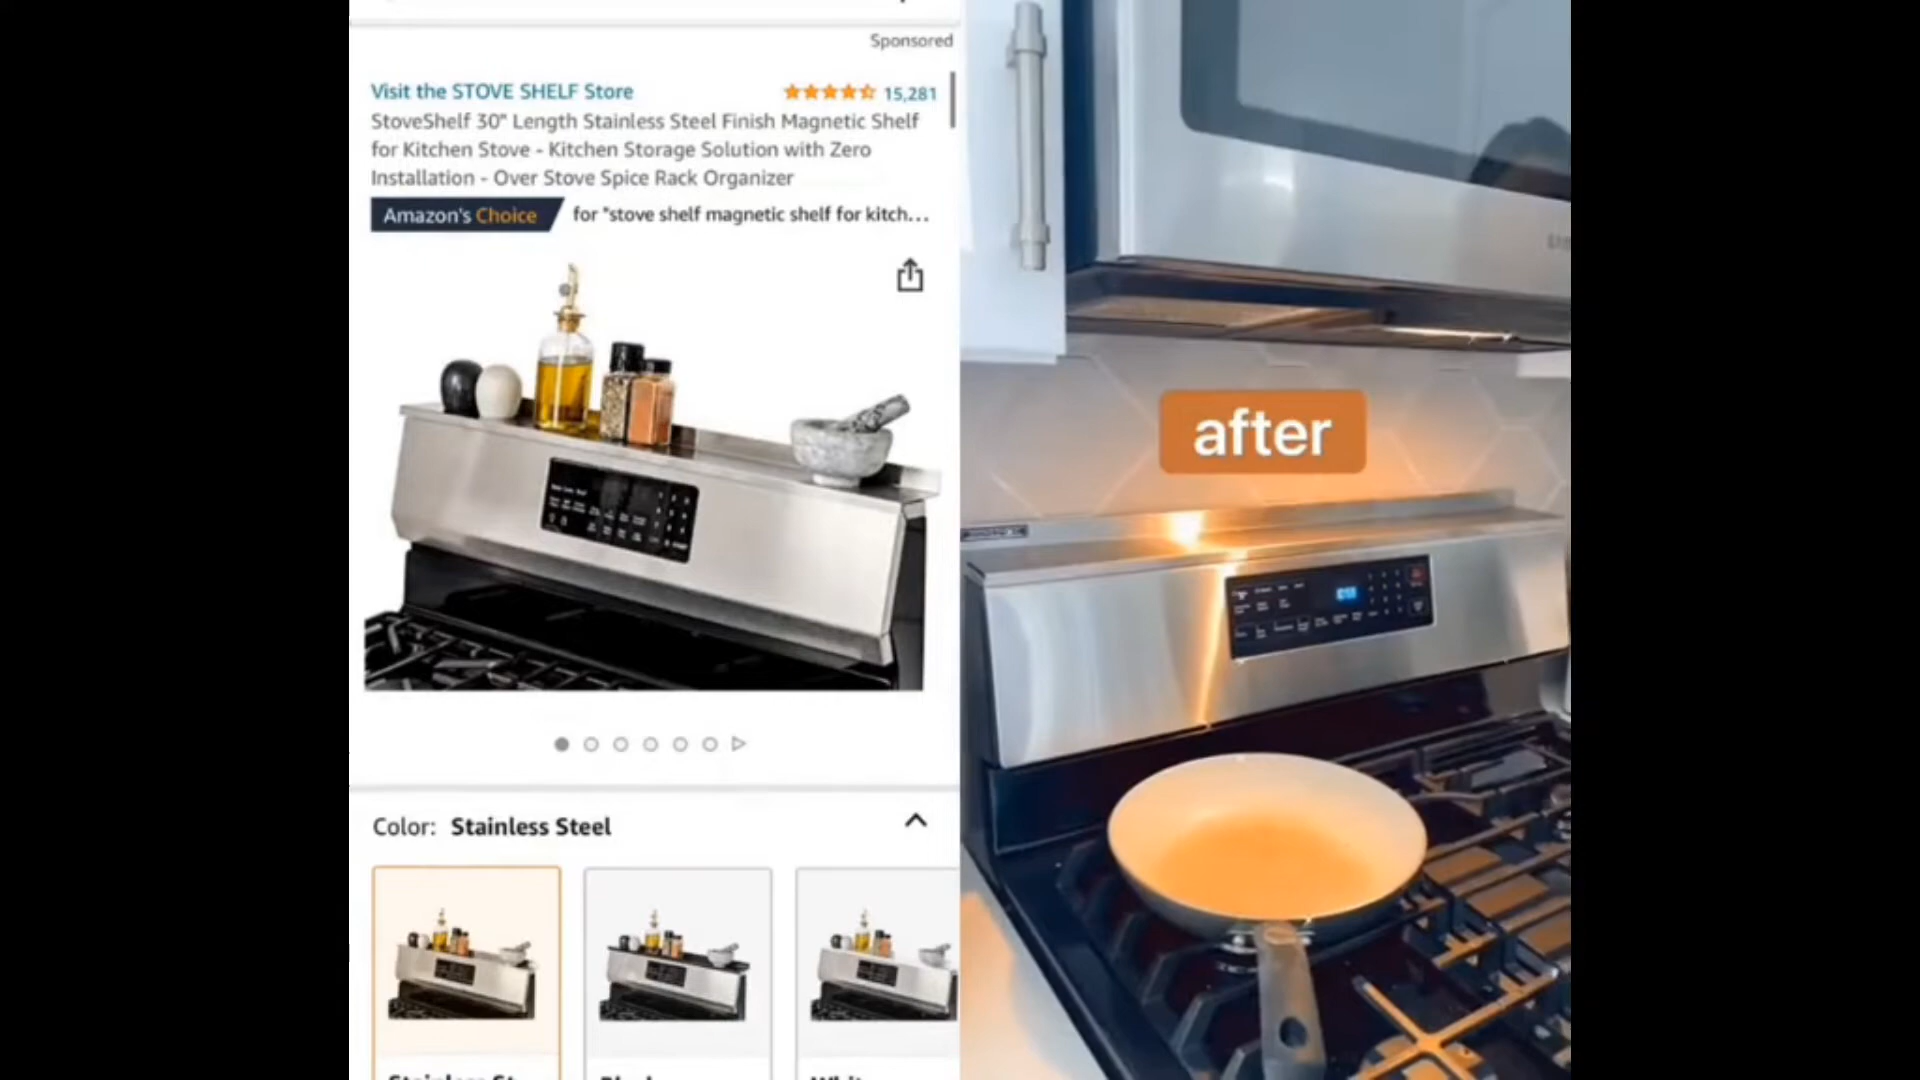 Sponsored
Visit the STOVE SHELF Store
15,281
StoveShelf 30" Length Stainless Steel Finish Magnetic Shelf
for Kitchen Stove - Kitchen Storage Solution with Zero
Installation - Over Stove Spice Rack Organizer
Amazon's Choice for "stove shelf magnetic shelf for kitch...
after
Color: Stainless Steel